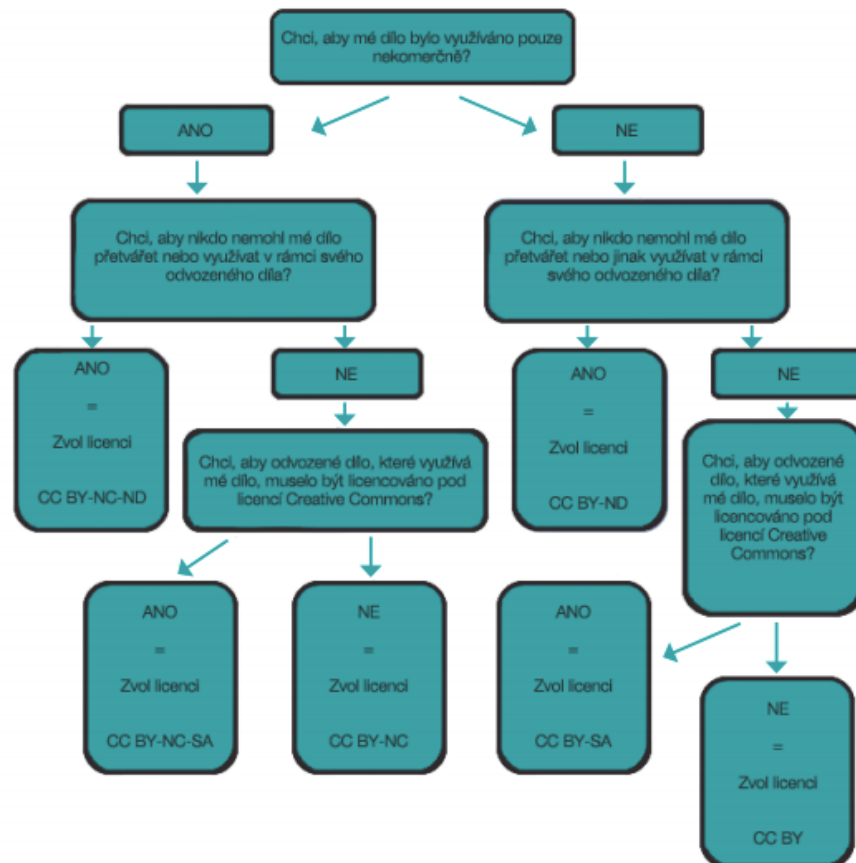 Chci, aby mé dílo bylo využíváno pouze
nekomerčně?
ANO
NE
Chci, aby nikdo nemohl mé dílo
přetvářet nebo využívat v rámci svého
odvozeného díla?
Chci, aby nikdo nemohl mé dílo
přetvářet nebo jinak využívat v rámci
svého odvozeného díla?
ANO
=
Zvol licenci
CC BY-NC-ND
NE
ANO
=
Zvol licenci
CC BY-ND
NE
Chci, aby odvozené dílo, které využívá
mé dílo, muselo být licencováno pod
licencí Creative Commons?
Chci, aby odvozené
dílo, které využívá
mé dílo, muselo být
licencováno pod
licencí Creative
Commons?
ANO
=
Zvol licenci
CC BY-NC-SA
NE
=
Zvol licenci
CC BY-NC
ANO
=
Zvol licenci
CC BY-SA
NE
=
Zvol licenci
CC BY